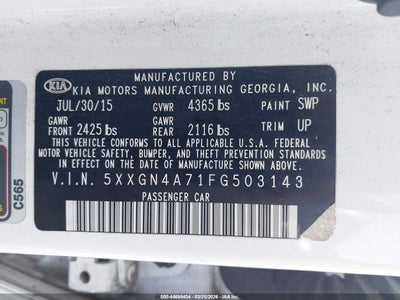 MANUFACTURED BY
KIA
KIA MOTORS MANUFACTURING GEORGIA, INC.
JUL/30/15 GVWR 4365 lbs PAINT SWP
GAWR FRONT 2425 lbs GAWR REAR 2116 lbs TRIM UP
THIS VEHICLE CONFORMS TO ALL APPLICABLE U.S. FEDERAL
MOTOR VEHICLE SAFETY, BUMPER, AND THEFT PREVENTION STANDARDS
IN EFFECT ON THE DATE OF MANUFACTURE SHOWN ABOVE.
V.I.N. 5XXGN4A71FG503143
PASSENGER CAR
C565